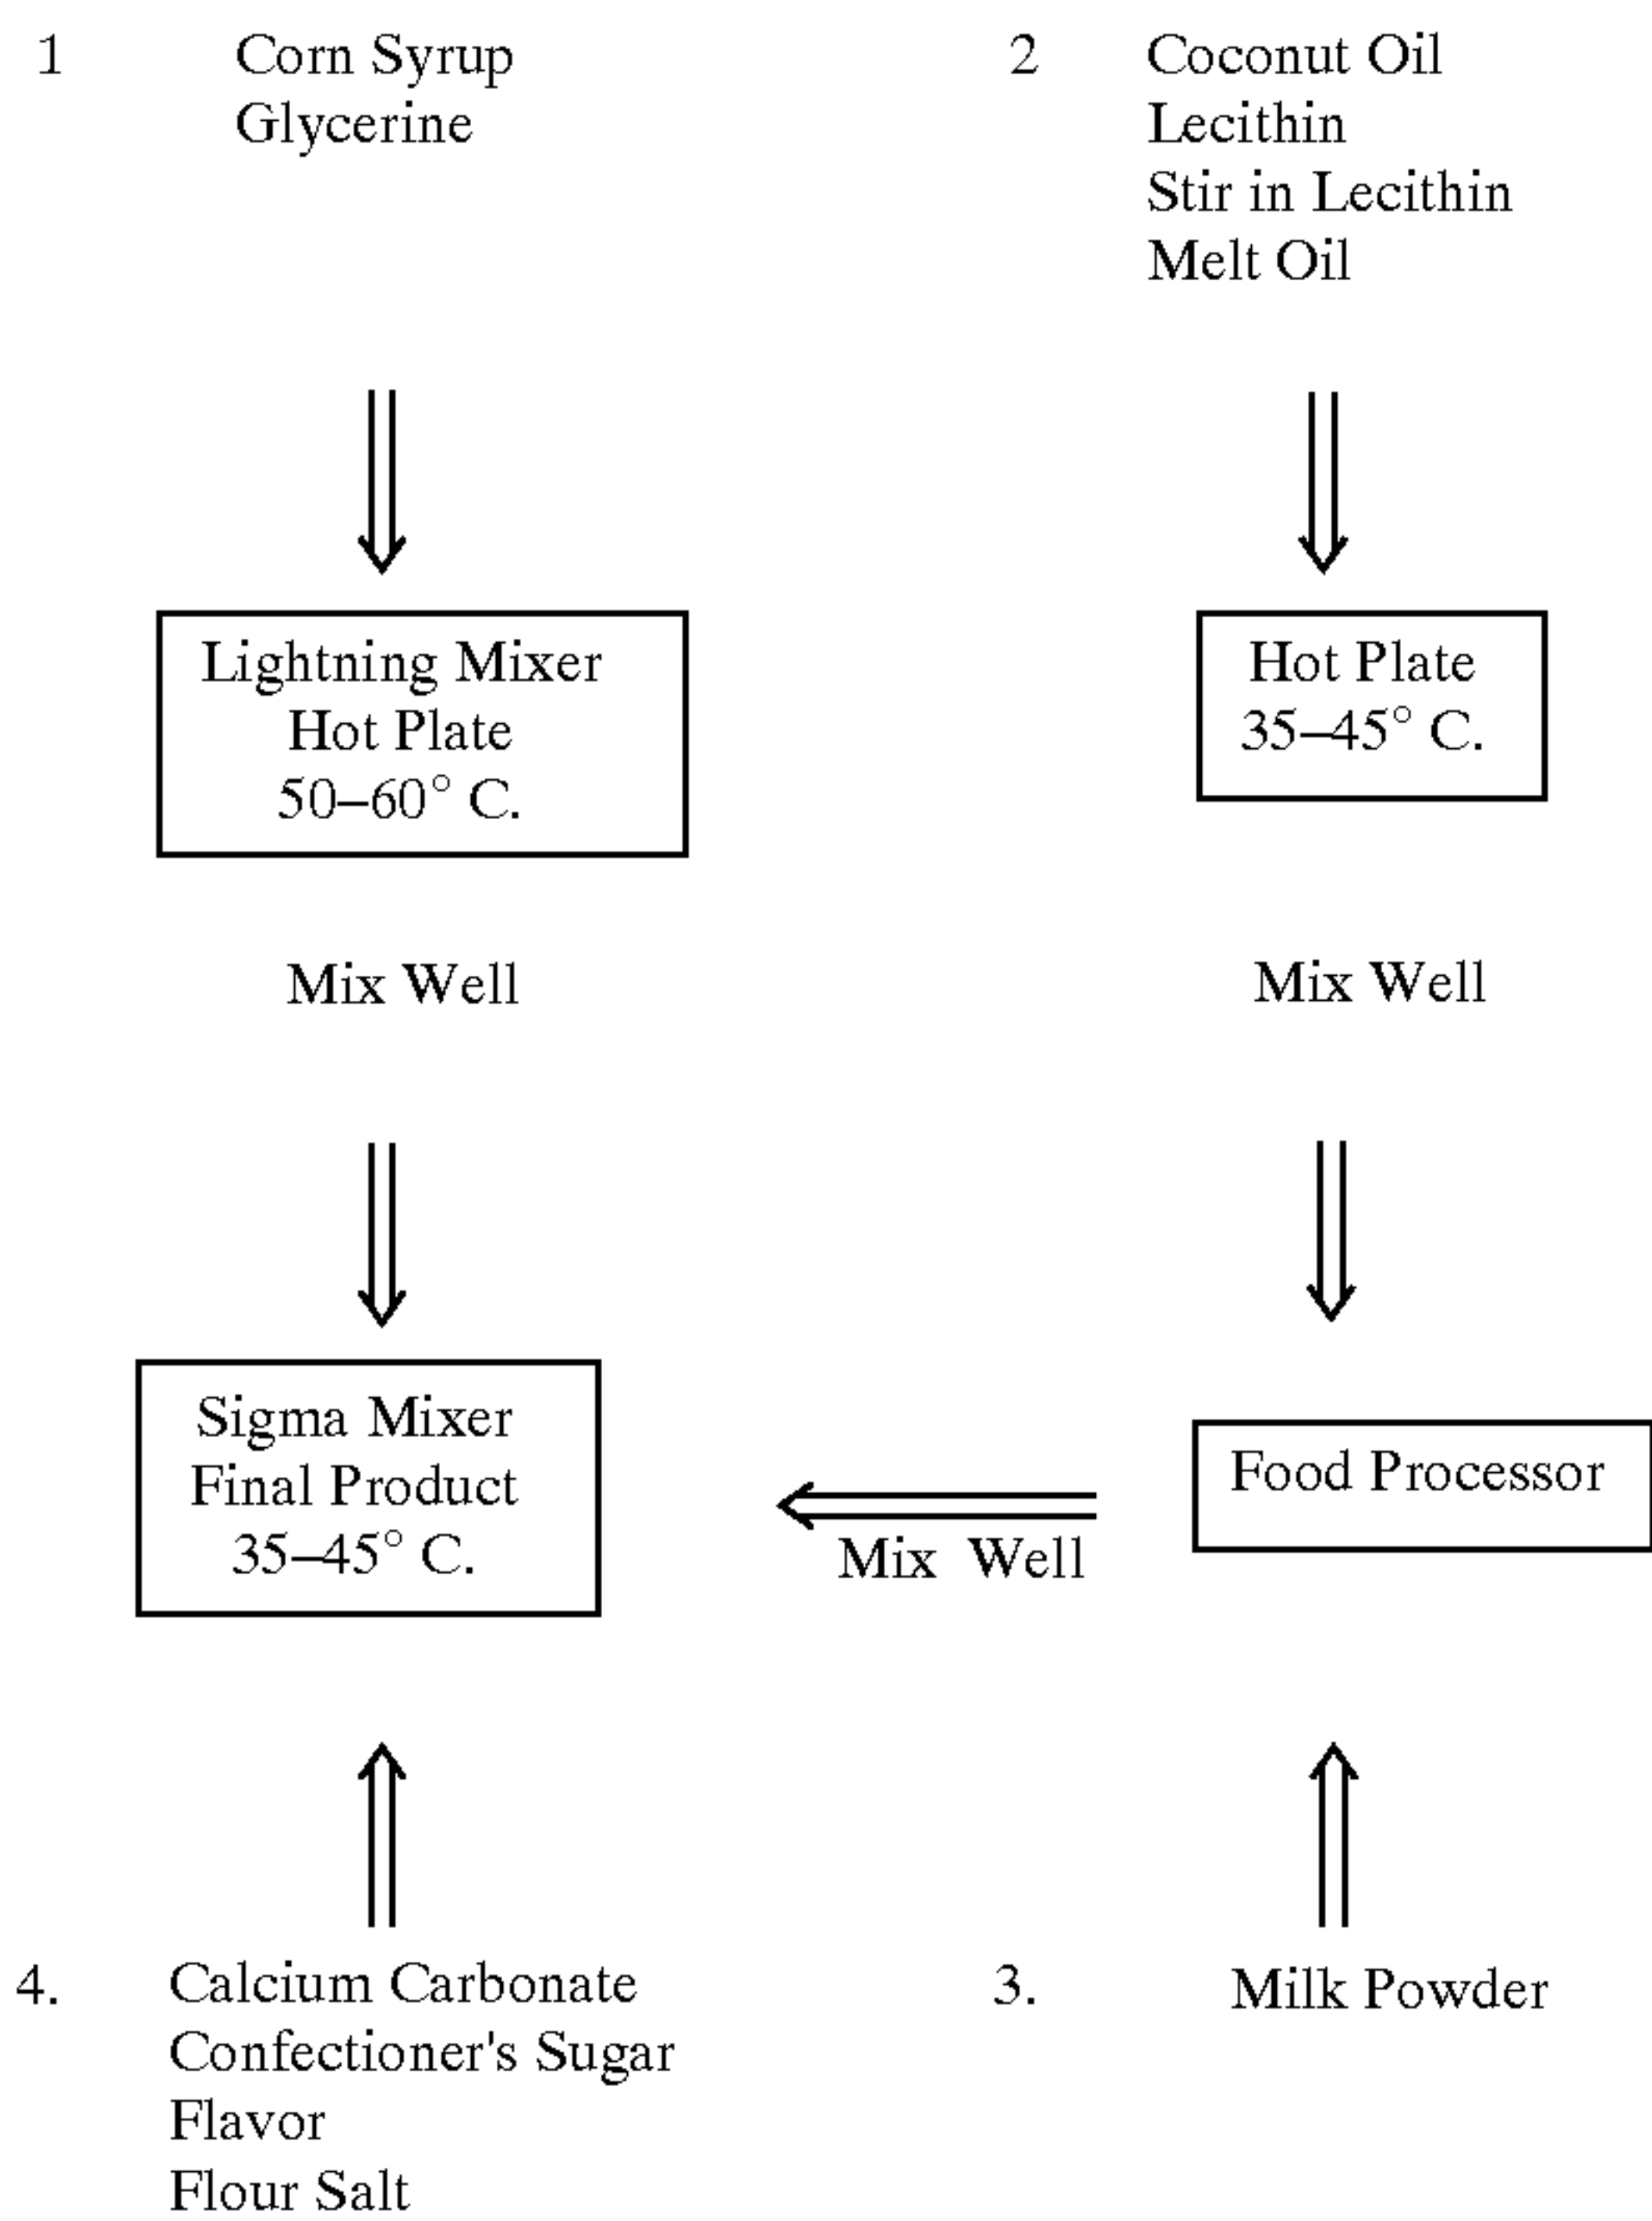 1 Corn Syrup
Glycerine
2 Coconut Oil
Lecithin
Stir in Lecithin
Melt Oil
Lightning Mixer
Hot Plate
50–60° C.
Hot Plate
35–45° C.
Mix Well
Mix Well
Sigma Mixer
Final Product
35–45° C.
Mix Well
Food Processor
4. Calcium Carbonate
Confectioner's Sugar
Flavor
Flour Salt
3. Milk Powder